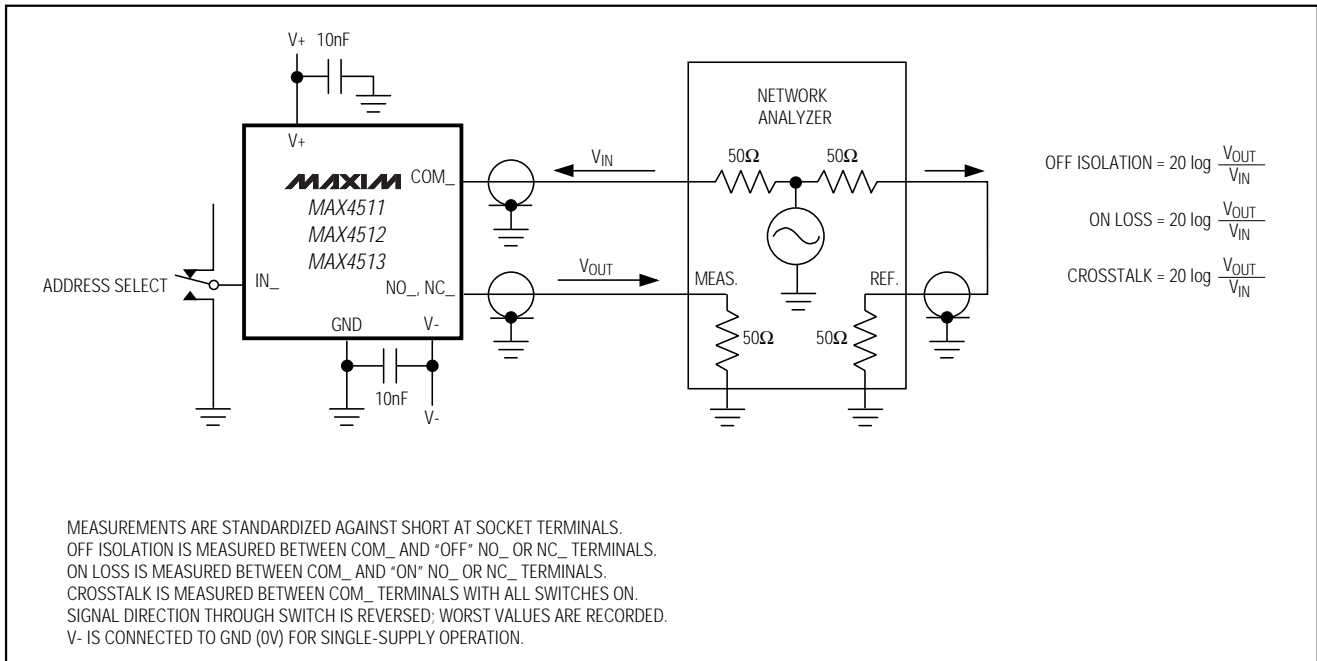 V+ 10nF
V+
MAXIM
MAX4511
MAX4512
MAX4513
COM_
IN_
NO_, NC_
GND V-
ADDRESS SELECT
10nF
V-
VIN
VOUT
NETWORK
ANALYZER
50Ω 50Ω
MEAS. REF.
50Ω 50Ω
OFF ISOLATION = 20 log VOUT
VIN
ON LOSS = 20 log VOUT
VIN
CROSSTALK = 20 log VOUT
VIN
MEASUREMENTS ARE STANDARDIZED AGAINST SHORT AT SOCKET TERMINALS.
OFF ISOLATION IS MEASURED BETWEEN COM_ AND “OFF” NO_ OR NC_ TERMINALS.
ON LOSS IS MEASURED BETWEEN COM_ AND “ON” NO_ OR NC_ TERMINALS.
CROSSTALK IS MEASURED BETWEEN COM_ TERMINALS WITH ALL SWITCHES ON.
SIGNAL DIRECTION THROUGH SWITCH IS REVERSED; WORST VALUES ARE RECORDED.
V- IS CONNECTED TO GND (0V) FOR SINGLE-SUPPLY OPERATION.